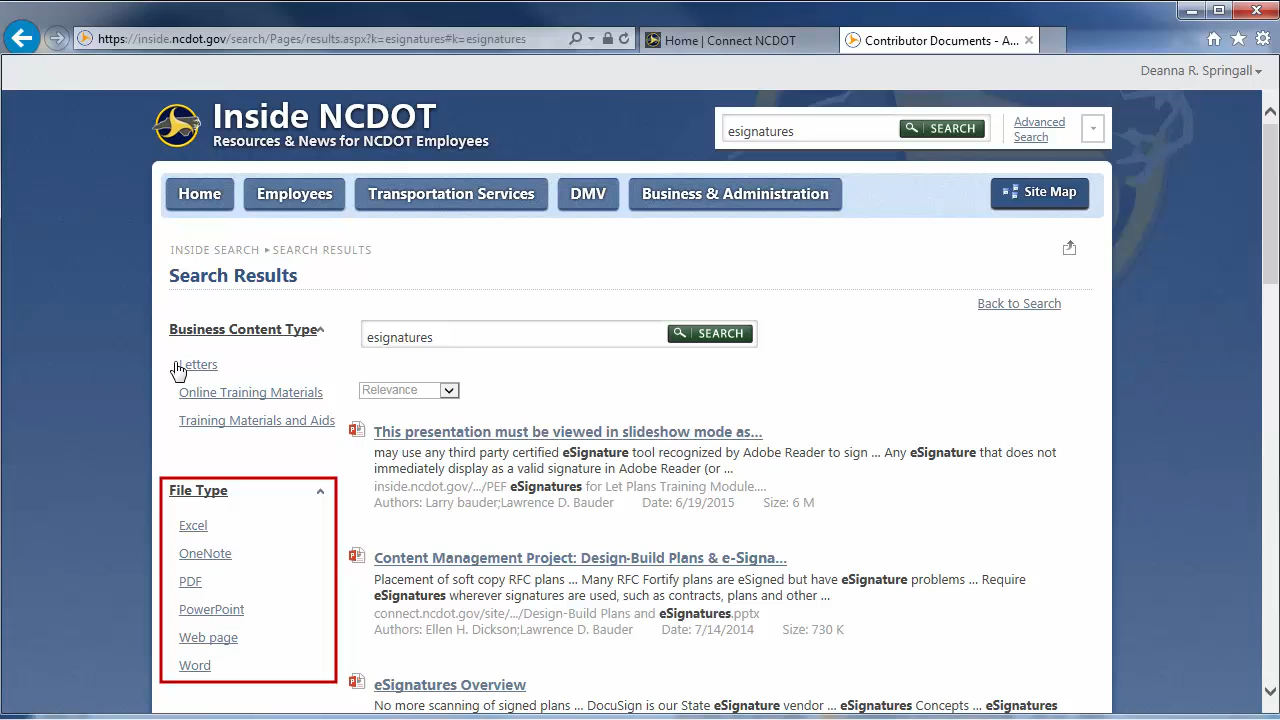 https://inside.ncdot.gov/search/Pages/results.aspx?k=esignatures#k=esignatures
Home | Connect NCDOT
Contributor Documents - A...
Deanna R. Springall
Inside NCDOT
Resources & News for NCDOT Employees
esignatures
SEARCH
Advanced
Search
Home
Employees
Transportation Services
DMV
Business & Administration
Site Map
INSIDE SEARCH ▸ SEARCH RESULTS
Search Results
Back to Search
Business Content Type
esignatures
SEARCH
Letters
Online Training Materials
Relevance
Training Materials and Aids
This presentation must be viewed in slideshow mode as...
may use any third party certified eSignature tool recognized by Adobe Reader to sign ... Any eSignature that does not
immediately display as a valid signature in Adobe Reader (or ...
inside.ncdot.gov/.../PEF eSignatures for Let Plans Training Module....
Authors: Larry bauder;Lawrence D. Bauder Date: 6/19/2015 Size: 6 M
File Type
Excel
OneNote
PDF
PowerPoint
Web page
Word
Content Management Project: Design-Build Plans & e-Signa...
Placement of soft copy RFC plans ... Many RFC Fortify plans are eSigned but have eSignature problems ... Require
eSignatures wherever signatures are used, such as contracts, plans and other ...
connect.ncdot.gov/site/.../Design-Build Plans and eSignatures.pptx
Authors: Ellen H. Dickson;Lawrence D. Bauder Date: 7/14/2014 Size: 730 K
eSignatures Overview
No more scanning of signed plans ... DocuSign is our State eSignature vendor ... eSignatures Concepts ... eSignatures